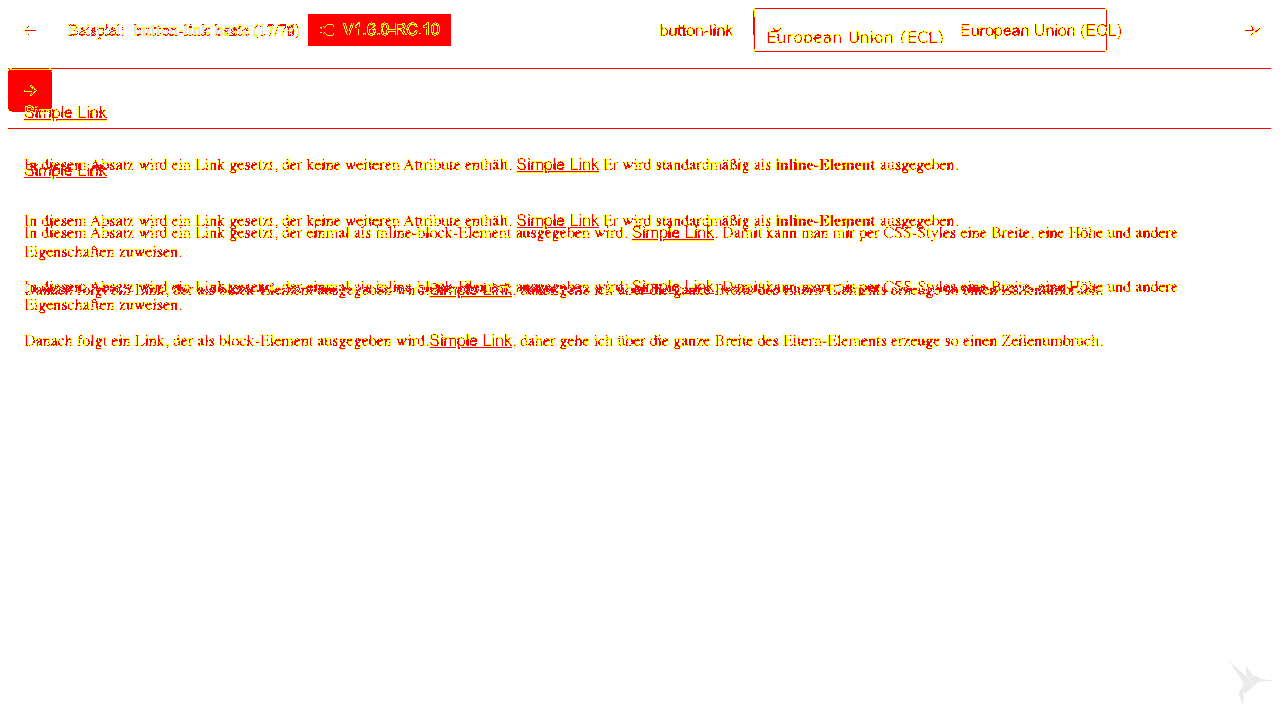 Beispiel: button-link basic (17/76) V1.6.0-RC.10 button-link European Union (ECL) European Union (ECL)
Simple Link
In diesem Absatz wird ein Link gesetzt, der keine weiteren Attribute enthält. Simple Link Er wird standardmäßig als inline-Element ausgegeben.
Simple Link
In diesem Absatz wird ein Link gesetzt, der keine weiteren Attribute enthält. Simple Link Er wird standardmäßig als inline-Element ausgegeben.
In diesem Absatz wird ein Link gesetzt, der einmal als inline-block-Element ausgegeben wird. Simple Link. Damit kann man mir per CSS-Styles eine Breite, eine Höhe und andere
Eigenschaften zuweisen.
In diesem Absatz wird ein Link gesetzt, der einmal als inline-block-Element ausgegeben wird. Simple Link. Damit kann man mir per CSS-Styles eine Breite, eine Höhe und andere
Danach folgt ein Link, der als block-Element ausgegeben wird.Simple Link, daher gehe ich über die ganze Breite des Eltern-Elements erzeuge so einen Zeilenumbruch.
Eigenschaften zuweisen.
Danach folgt ein Link, der als block-Element ausgegeben wird.Simple Link, daher gehe ich über die ganze Breite des Eltern-Elements erzeuge so einen Zeilenumbruch.